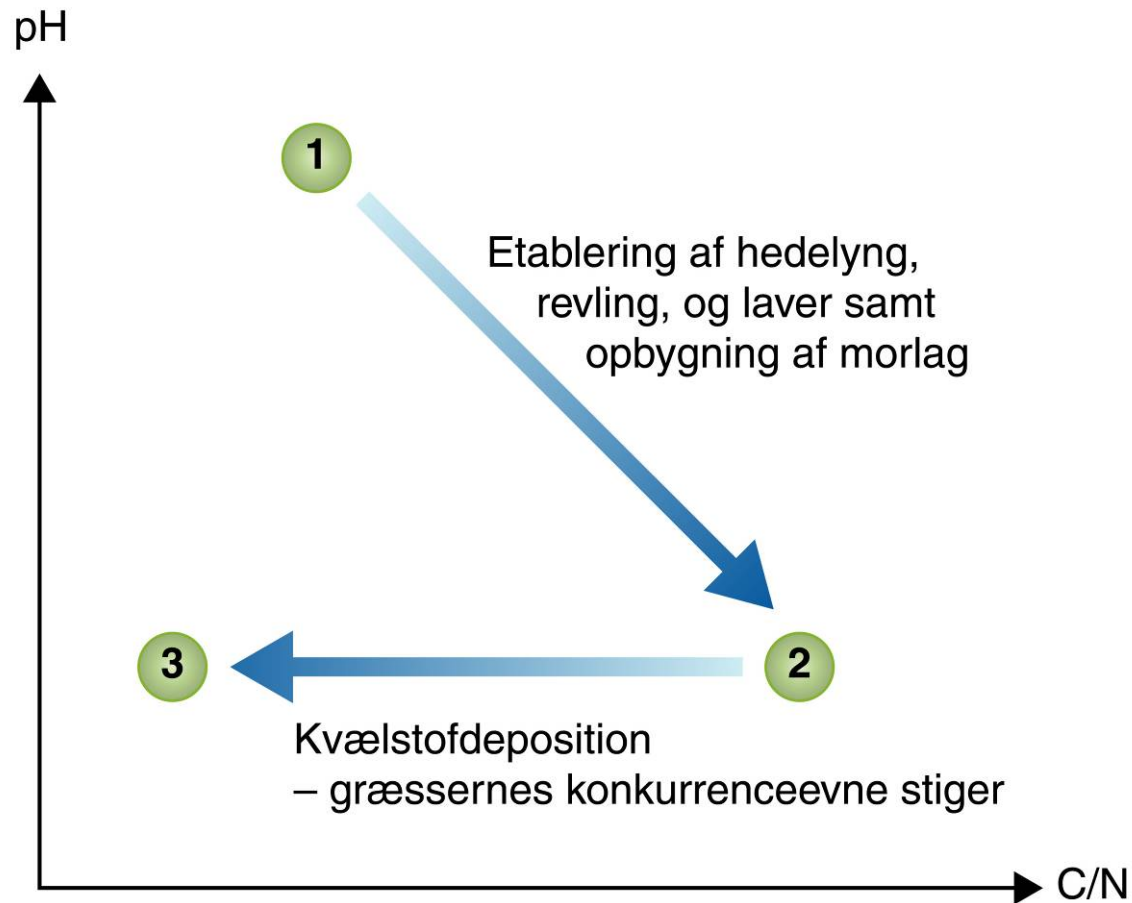 pH
1
Etablering af hedelyng,
revling, og laver samt
opbygning af morlag
3
2
Kvælstofdeposition
– græssernes konkurrenceevne stiger
C/N